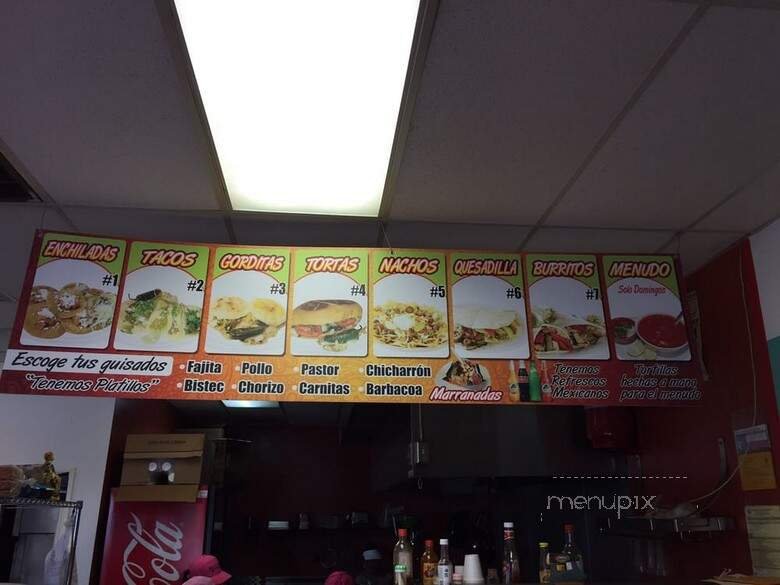 ENCHILADAS
#1
TACOS
#2
GORDITAS
#3
TORTAS
#4
NACHOS
#5
QUESADILLA
#6
BURRITOS
#7
MENUDO
Solo Domingos
Escoge tus guisados
"Tenemos Platillos"
• Fajita • Pollo • Pastor • Chicharrón
• Bistec • Chorizo • Carnitas • Barbacoa
Marranadas
Tenemos
Refrescos
Mexicanos
Tortillas
hechas a mano
para el menudo
Coca-Cola
menupix